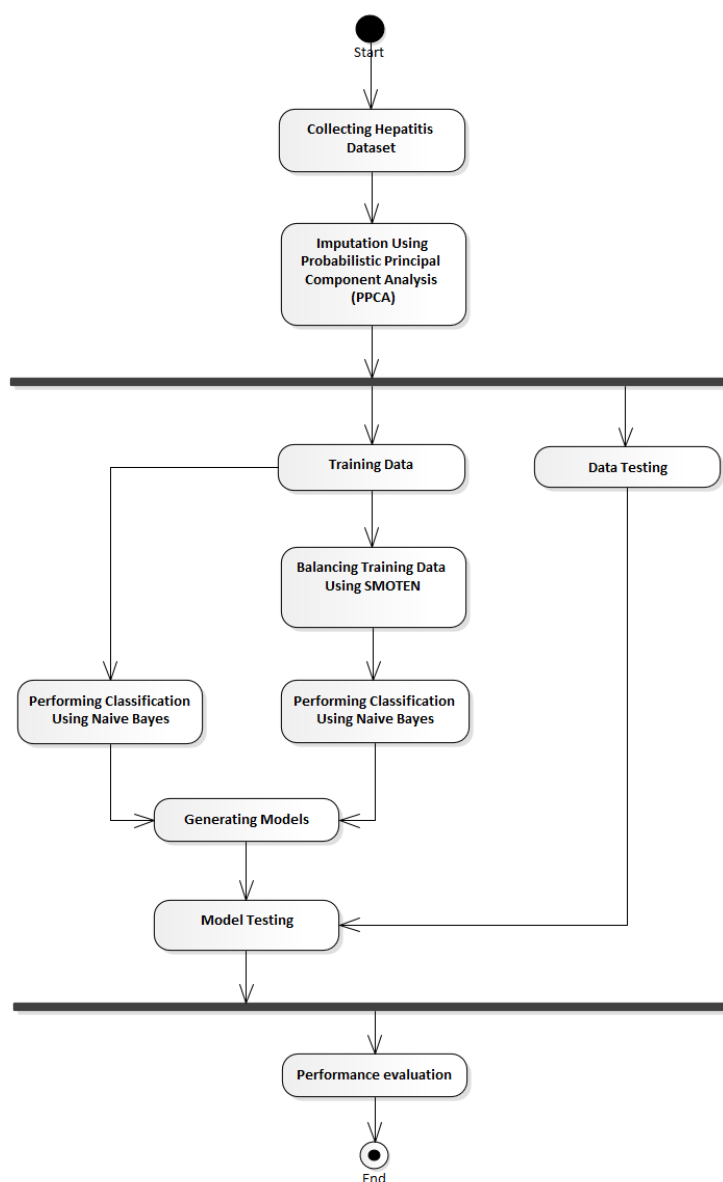 Start
Collecting Hepatitis
Dataset
Imputation Using
Probabilistic Principal
Component Analysis
(PPCA)
Training Data
Data Testing
Balancing Training Data
Using SMOTEN
Performing Classification
Using Naive Bayes
Performing Classification
Using Naive Bayes
Generating Models
Model Testing
Performance evaluation
End